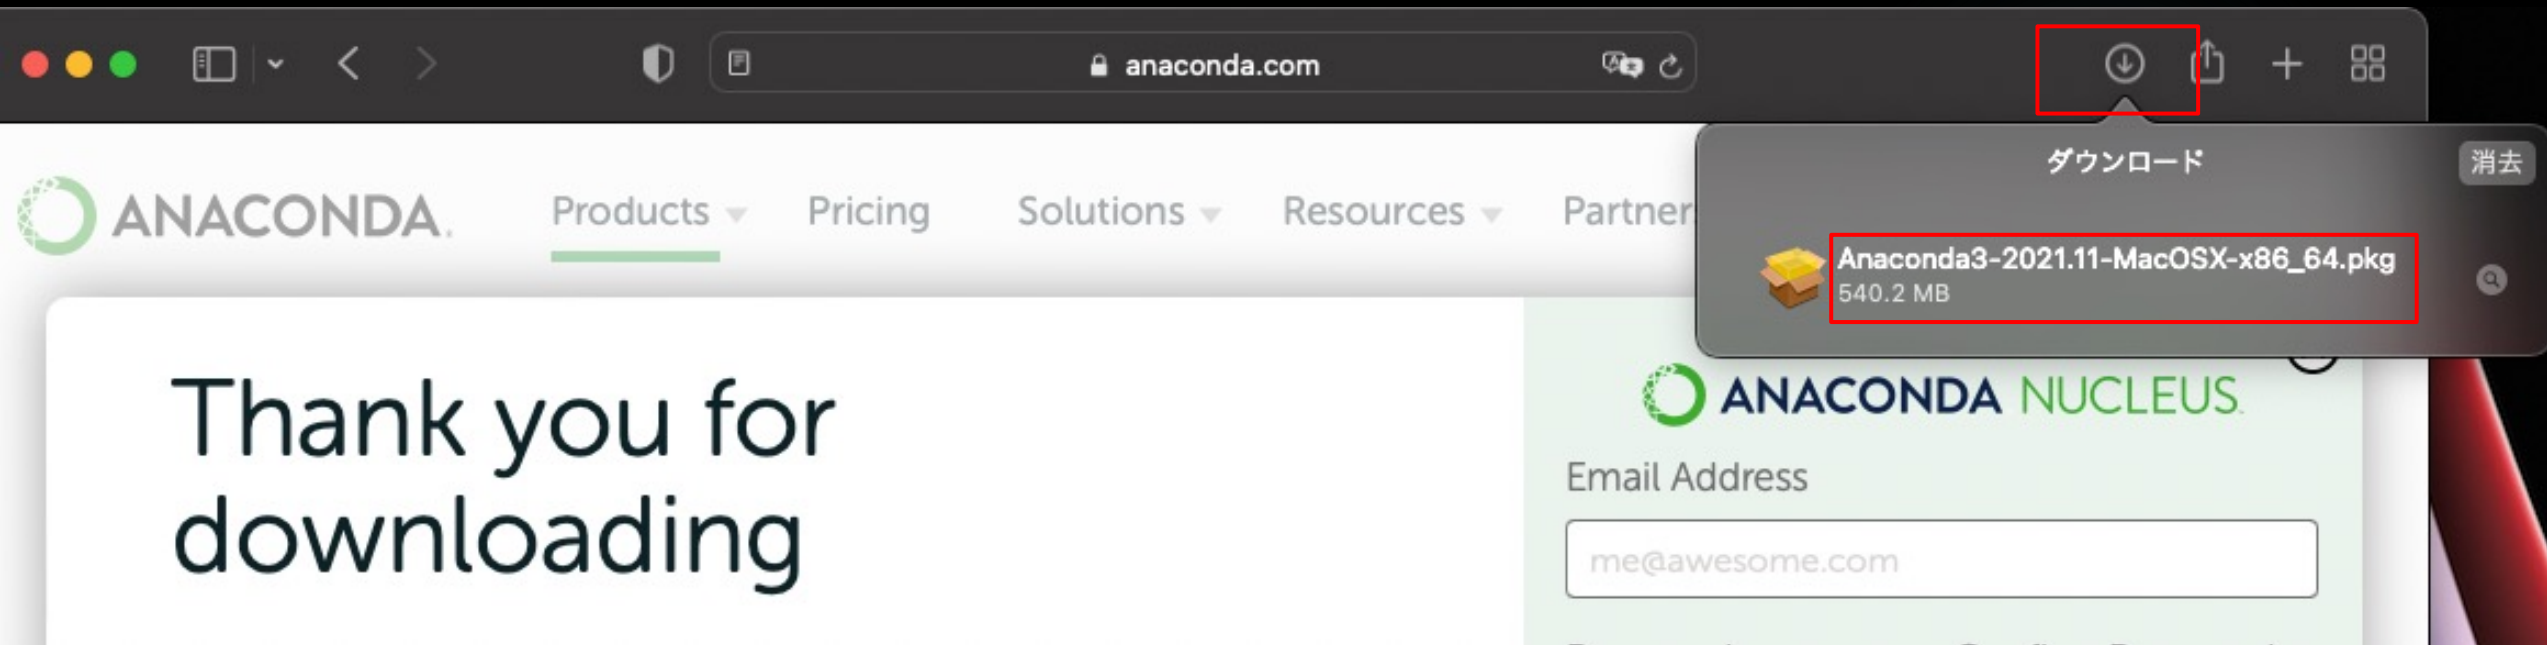 anaconda.com
ダウンロード
消去
Anaconda3-2021.11-MacOSX-x86_64.pkg
540.2 MB
ANACONDA.
Products
Pricing
Solutions
Resources
Partner
Thank you for
downloading
ANACONDA NUCLEUS
Email Address
me@awesome.com